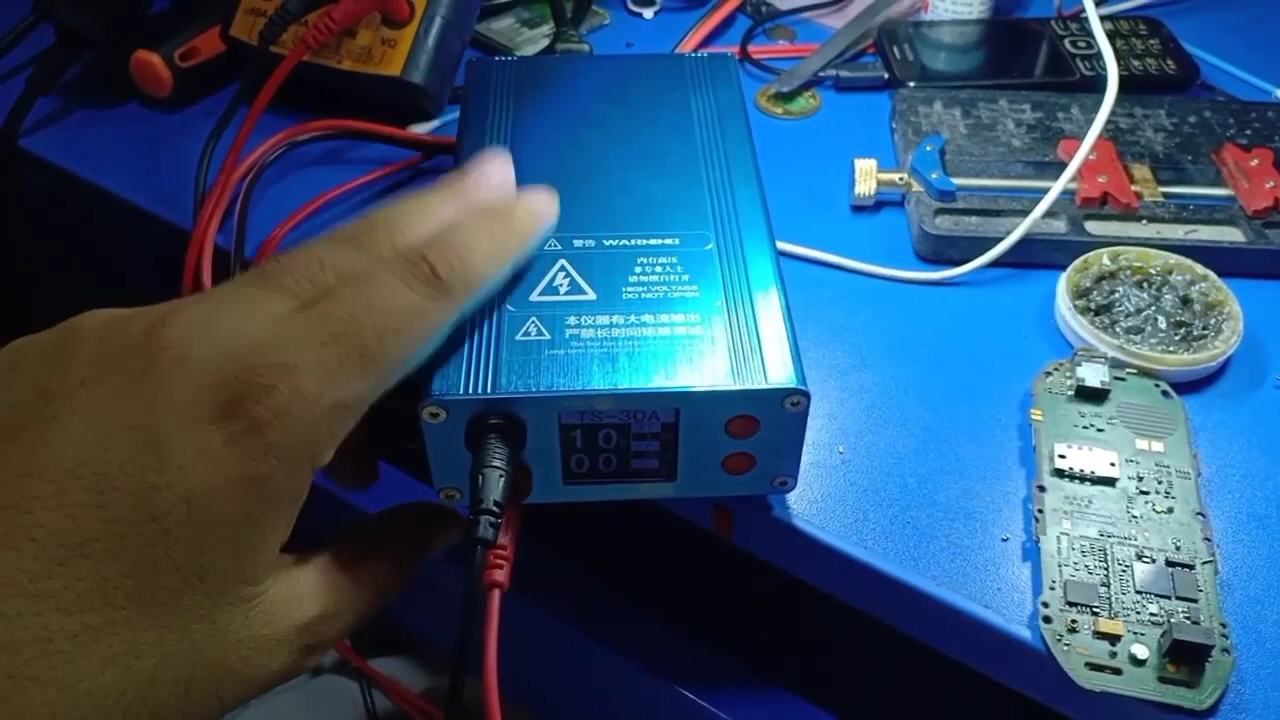 警告 WARNING
内有高压
非专业人士
请勿擅自打开
HIGH VOLTAGE
DO NOT OPEN
本仪器有大电流输出
严禁长时间短路测试
TS-30A
10
00
VΩ